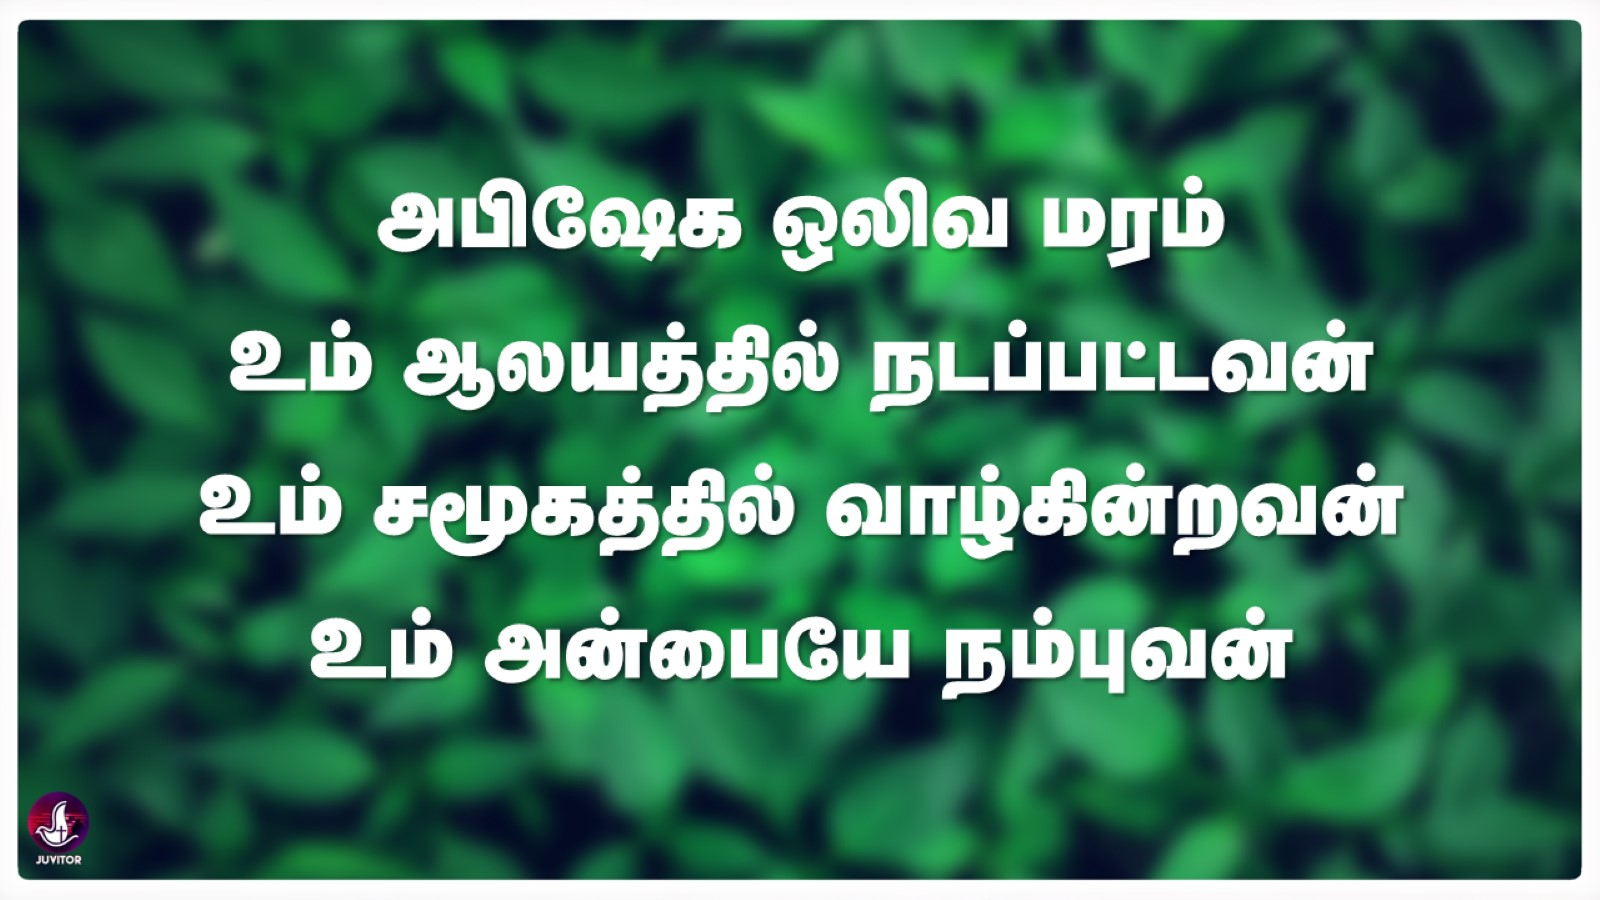 அபிஷேக ஒலிவ மரம்
உம் ஆலயத்தில் நடப்பட்டவன்
உம் சமூகத்தில் வாழ்கின்றவன்
உம் அன்பையே நம்புவன்
JUVITOR